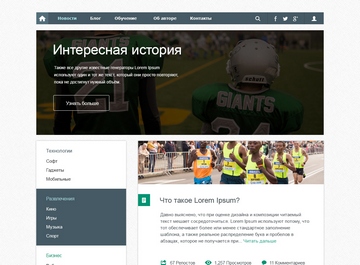 Новости Блог Обучение Об авторе Контакты
Интересная история
Также все другие известные генераторы Lorem Ipsum
используют один и тот же текст, который они просто повторяют,
пока не достигнут нужный объём.
Узнать больше
GIANTS
GIANTS
Технологии
Софт
Гаджеты
Мобильные
Развлечения
Кино
Игры
Музыка
Спорт
Бизнес
Что такое Lorem Ipsum?
Давно выяснено, что при оценке дизайна и композиции читаемый
текст мешает сосредоточиться. Lorem Ipsum используют потому, что
тот обеспечивает более или менее стандартное заполнение
шаблона, а также реальное распределение букв и пробелов в
абзацах, которое не получается при... Читать дальше
57 Репостов 1,257 Просмотров 11 Комментариев